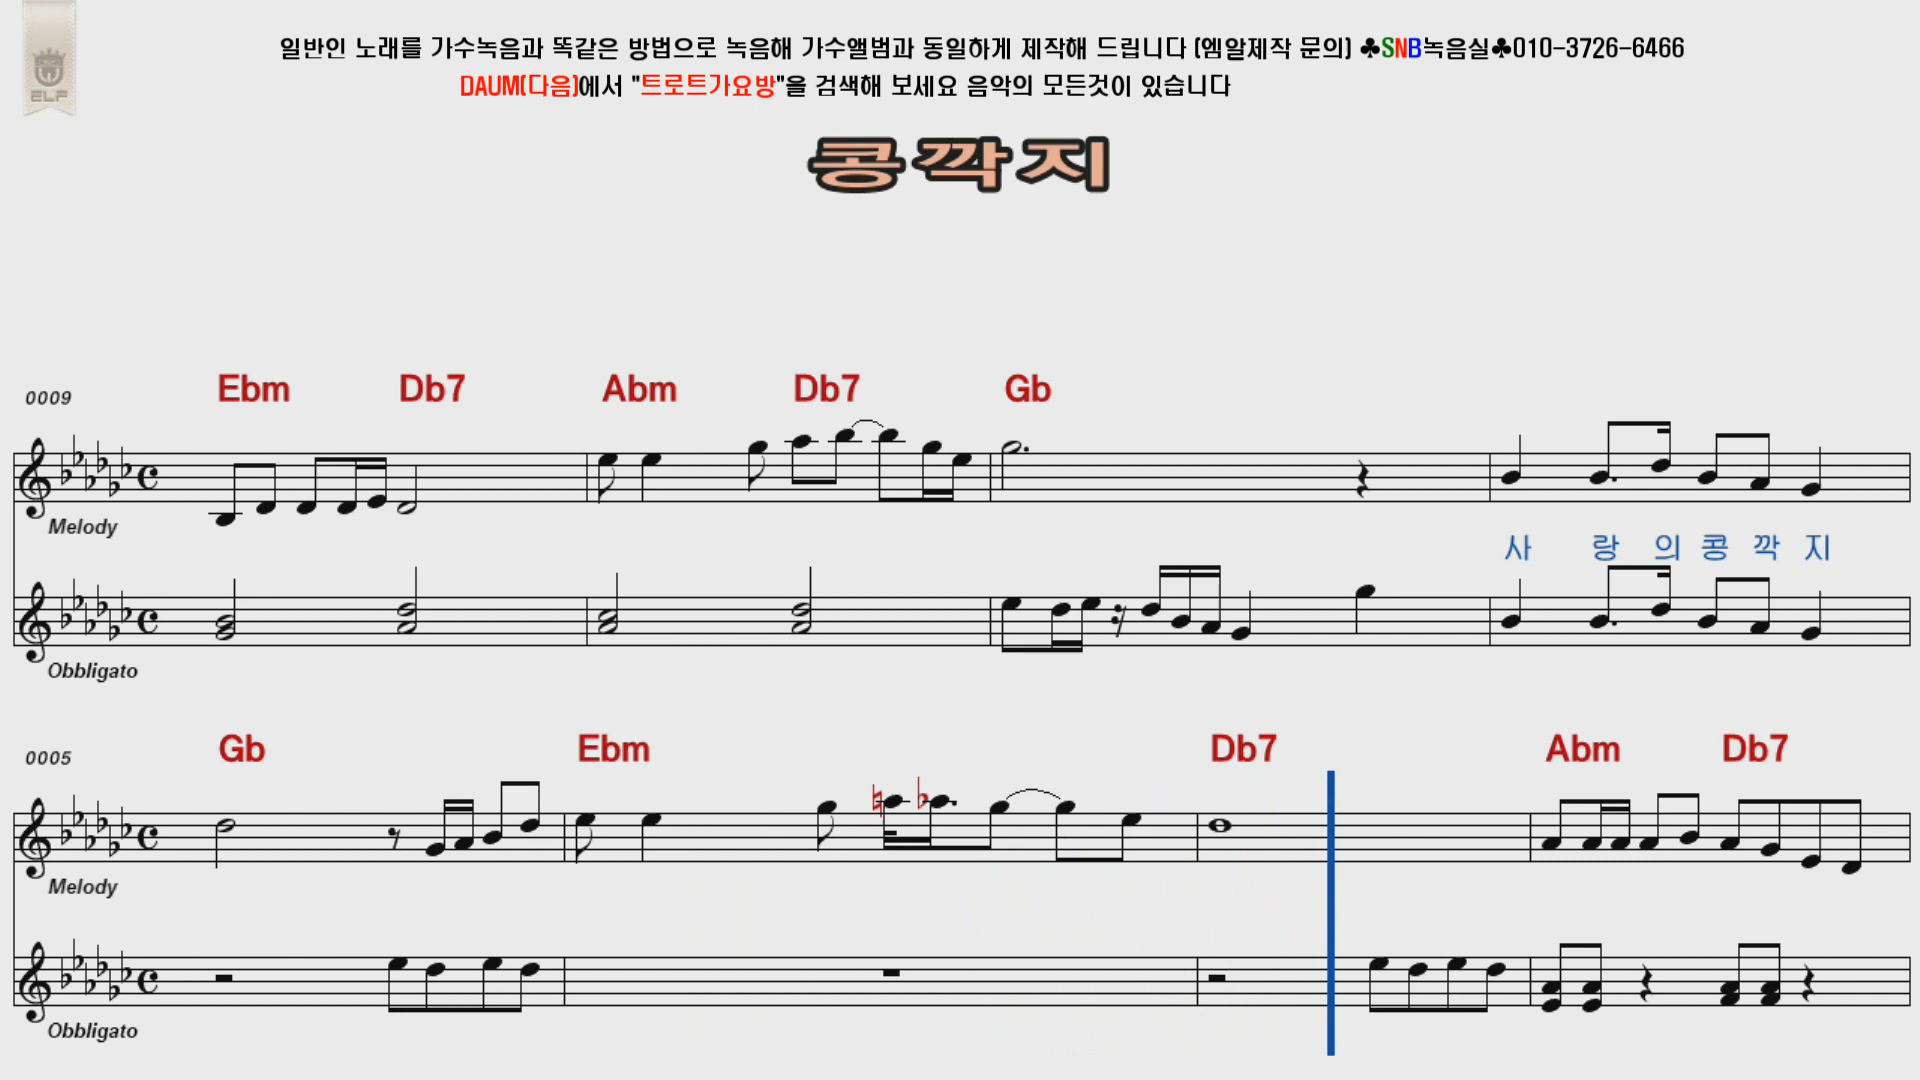 일반인 노래를 가수녹음과 똑같은 방법으로 녹음해 가수앨범과 동일하게 제작해 드립니다 (엠알제작 문의) ♣SNB녹음실♣010-3726-6466
DAUM(다음)에서 "트로트가요방"을 검색해 보세요 음악의 모든것이 있습니다
ELF
콩깍지
0009 Ebm Db7 Abm Db7 Gb
Melody
사 랑 의 콩 깍 지
Obbligato
0005 Gb Ebm Db7 Abm Db7
Melody
Obbligato